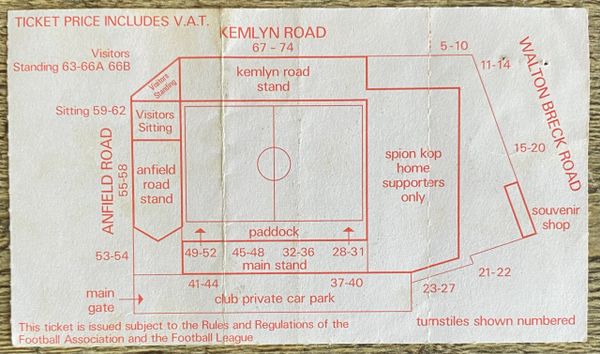 TICKET PRICE INCLUDES V.A.T.
KEMLYN ROAD
67 – 74
5-10
11-14
WALTON BRECK ROAD
Visitors
Standing 63-66A 66B
Visitors
Standing
kemlyn road
stand
Sitting 59-62
Visitors
Sitting
ANFIELD ROAD
55-58
anfield
road
stand
spion kop
home
supporters
only
15-20
souvenir
shop
paddock
53-54
49-52
45-48
32-36
28-31
main stand
21-22
41-44
37-40
23-27
main
gate
club private car park
turnstiles shown numbered
This ticket is issued subject to the Rules and Regulations of the
Football Association and the Football League